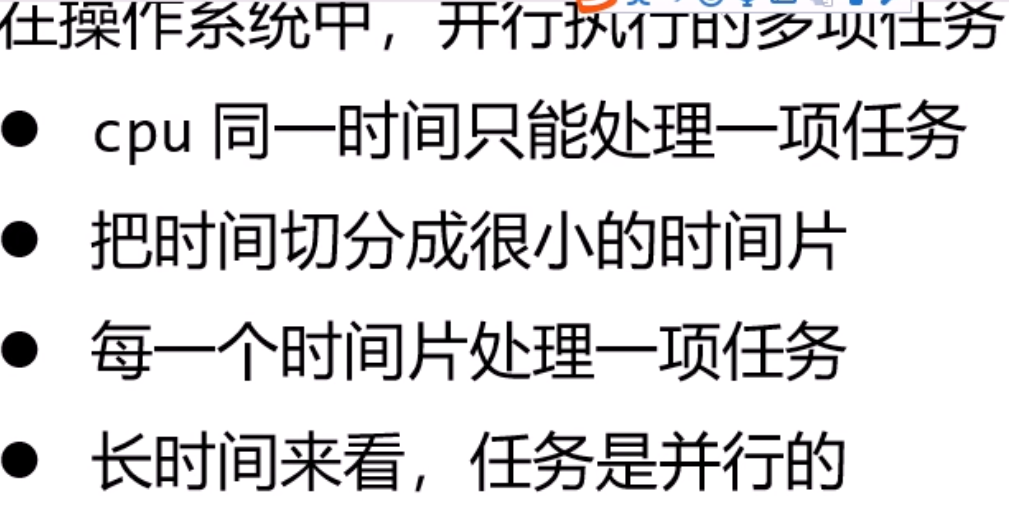 在操作系统中，并行执行的多项任务
● cpu 同一时间只能处理一项任务
● 把时间切分成很小的时间片
● 每一个时间片处理一项任务
● 长时间来看，任务是并行的